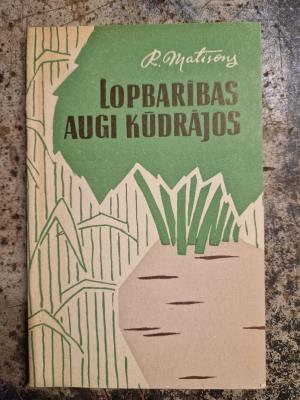 R. Matisons
LOPBARĪBAS
AUGI KŪDRĀJOS